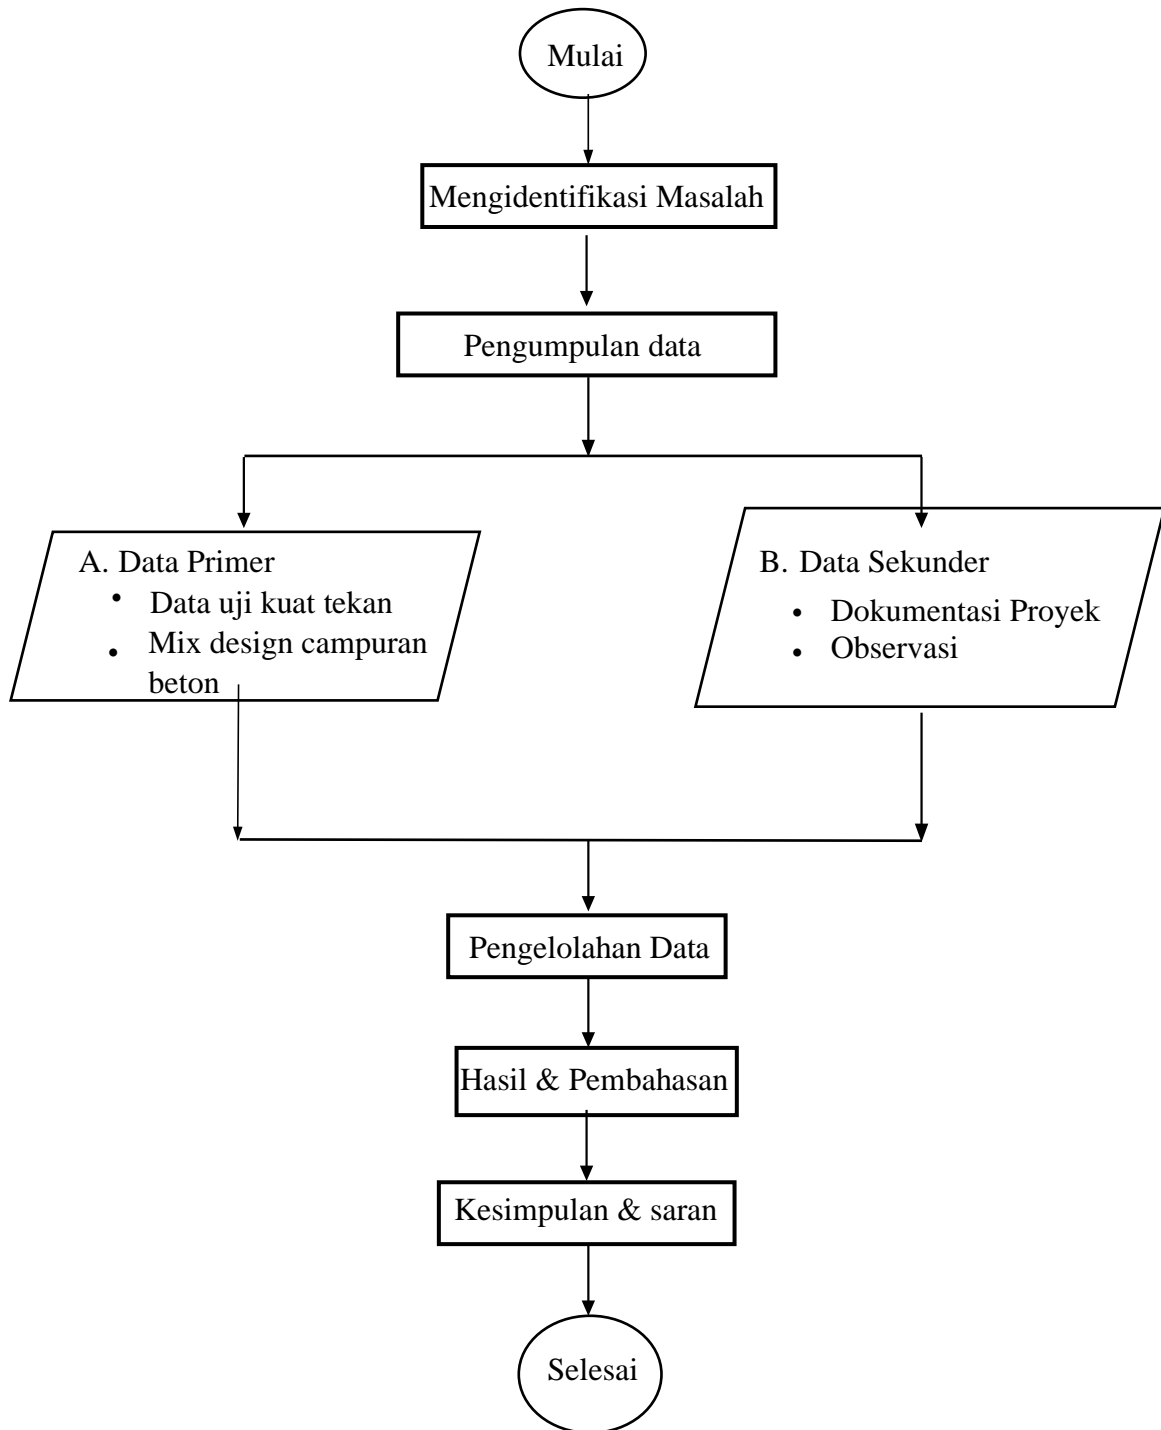 Mulai
Mengidentifikasi Masalah
Pengumpulan data
A. Data Primer
• Data uji kuat tekan
• Mix design campuran
beton
B. Data Sekunder
• Dokumentasi Proyek
• Observasi
Pengelolahan Data
Hasil & Pembahasan
Kesimpulan & saran
Selesai